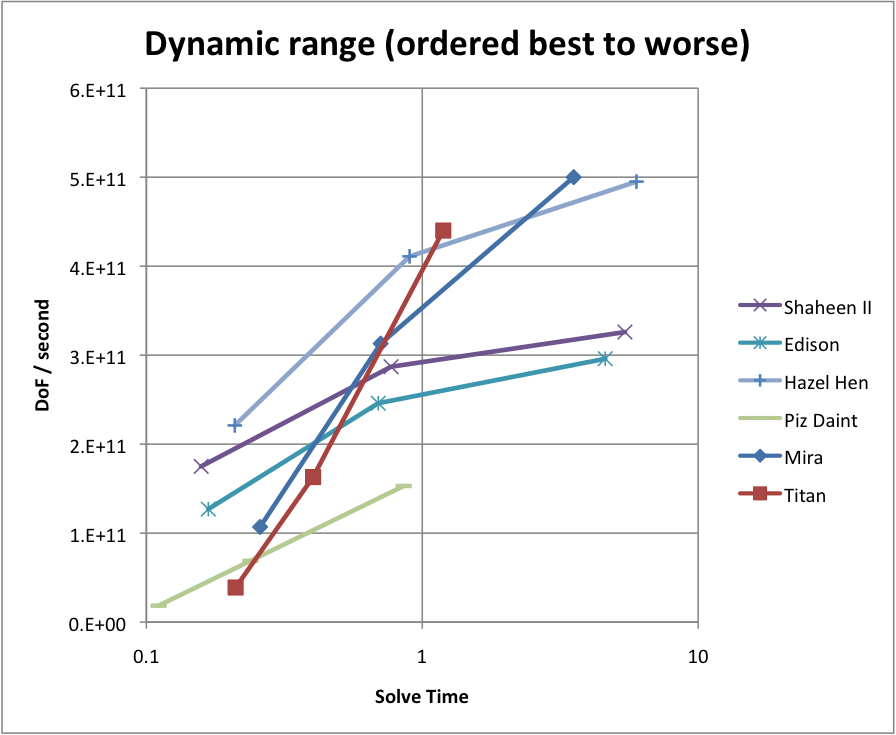 Dynamic range (ordered best to worse)
6.E+11
5.E+11
4.E+11
3.E+11
2.E+11
1.E+11
0.E+00
DoF / second
0.1
1
10
Solve Time
Shaheen II
Edison
Hazel Hen
Piz Daint
Mira
Titan